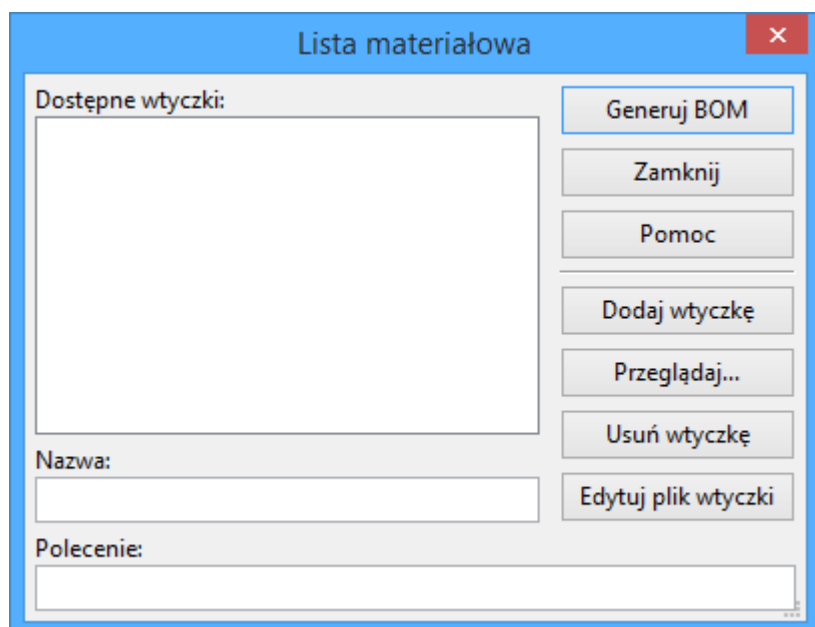 Lista materiałowa
Dostępne wtyczki:
Generuj BOM
Zamknij
Pomoc
Dodaj wtyczkę
Przeglądaj...
Usuń wtyczkę
Nazwa:
Edytuj plik wtyczki
Polecenie: